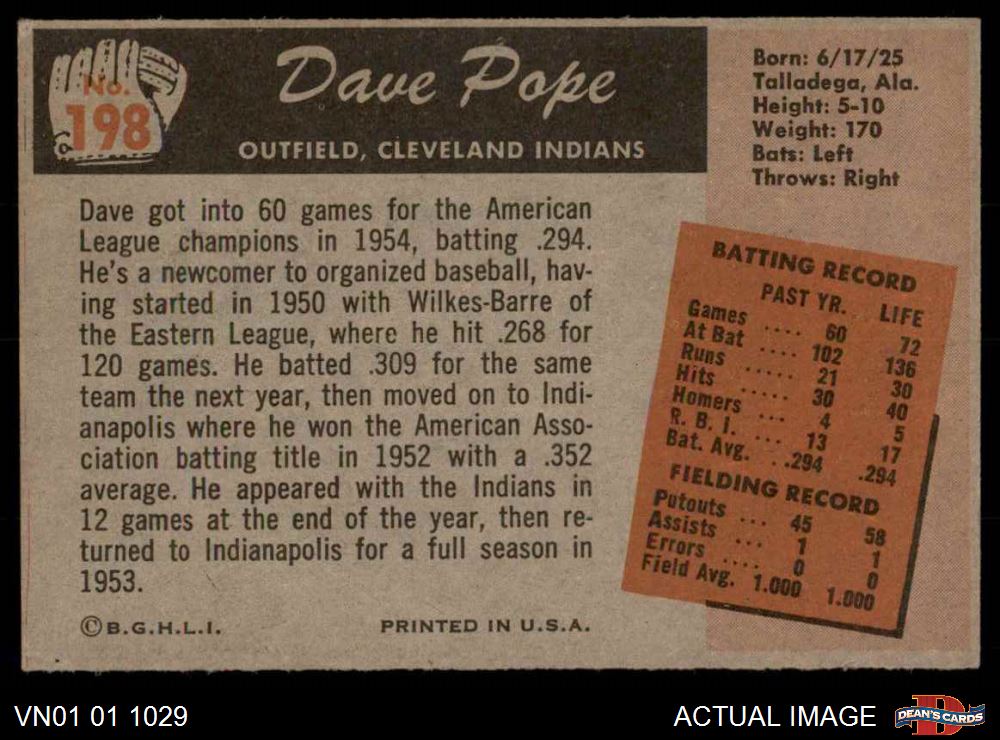 No.
198
Dave Pope
OUTFIELD, CLEVELAND INDIANS
Born: 6/17/25
Talladega, Ala.
Height: 5-10
Weight: 170
Bats: Left
Throws: Right
Dave got into 60 games for the American
League champions in 1954, batting .294.
He's a newcomer to organized baseball, hav-
ing started in 1950 with Wilkes-Barre of
the Eastern League, where he hit .268 for
120 games. He batted .309 for the same
team the next year, then moved on to Indi-
anapolis where he won the American Asso-
ciation batting title in 1952 with a .352
average. He appeared with the Indians in
12 games at the end of the year, then re-
turned to Indianapolis for a full season in
1953.
©B.G.H.L.I. PRINTED IN U.S.A.
BATTING RECORD
PAST YR. LIFE
Games .... 60 72
At Bat .... 102 136
Runs ..... 21 30
Hits ..... 30 40
Homers ... 4 5
R. B. I. ... 13 17
Bat. Avg. ..294 .294
FIELDING RECORD
Putouts ... 45 58
Assists ... 1 1
Errors .... 0 0
Field Avg. 1.000 1.000
VN01 01 1029
ACTUAL IMAGE
D
DEAN'S CARDS